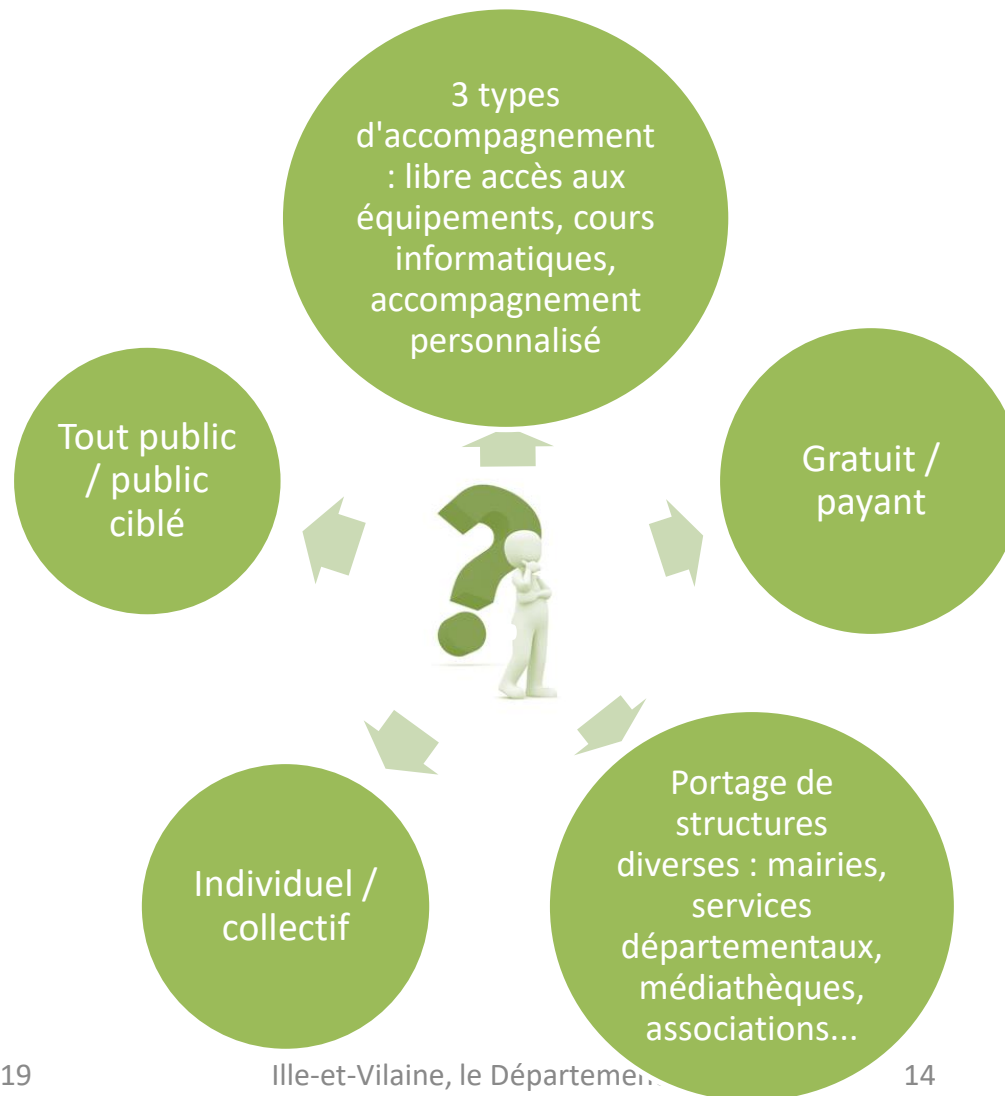 3 types
d'accompagnement
: libre accès aux
équipements, cours
informatiques,
accompagnement
personnalisé
Tout public
/ public
ciblé
Gratuit /
payant
Individuel /
collectif
Portage de
structures
diverses : mairies,
services
départementaux,
médiathèques,
associations...
19
Ille-et-Vilaine, le
14